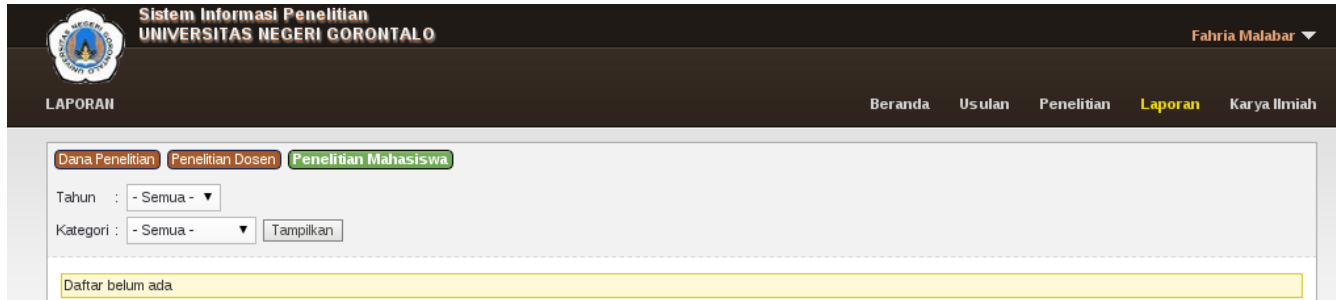 Sistem Informasi Penelitian
UNIVERSITAS NEGERI GORONTALO
Fahria Malabar
LAPORAN
Beranda Usulan Penelitian Laporan Karya Ilmiah
Dana Penelitian Penelitian Dosen Penelitian Mahasiswa
Tahun : - Semua -
Kategori : - Semua - Tampilkan
Daftar belum ada